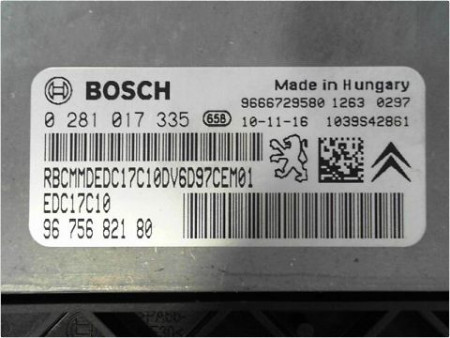 BOSCH
Made in Hungary
9666729580 1263 0297
0 281 017 335 658 10-11-16 1039S42861
RBCMMDEDC17C10DV6D97CEM01
EDC17C10
96 756 821 80